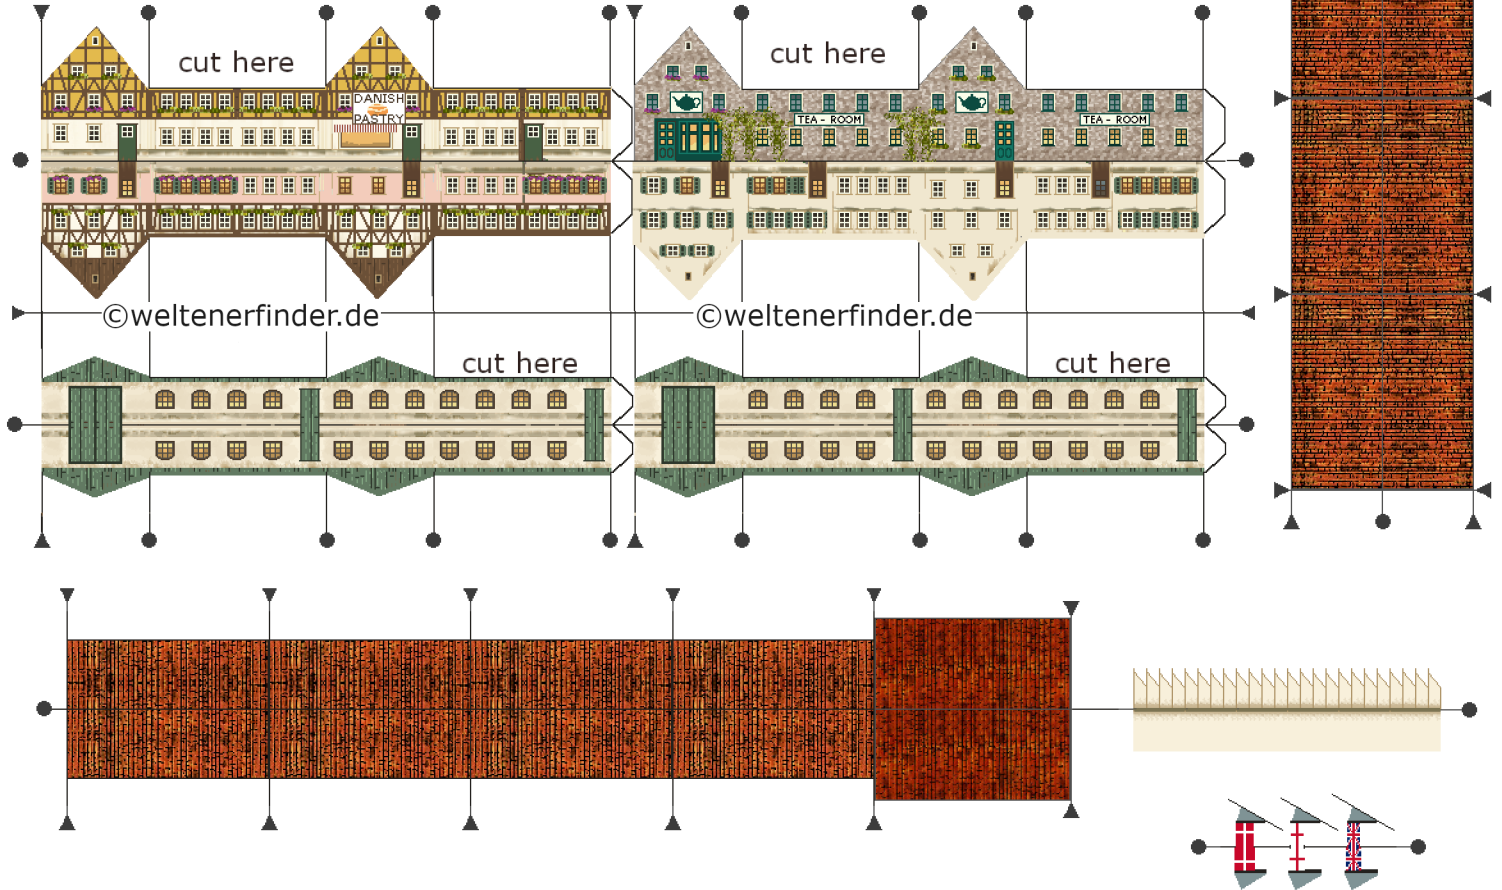 cut here
cut here
DANISH
PASTRY
TEA - ROOM
TEA - ROOM
©weltenerfinder.de
©weltenerfinder.de
cut here
cut here